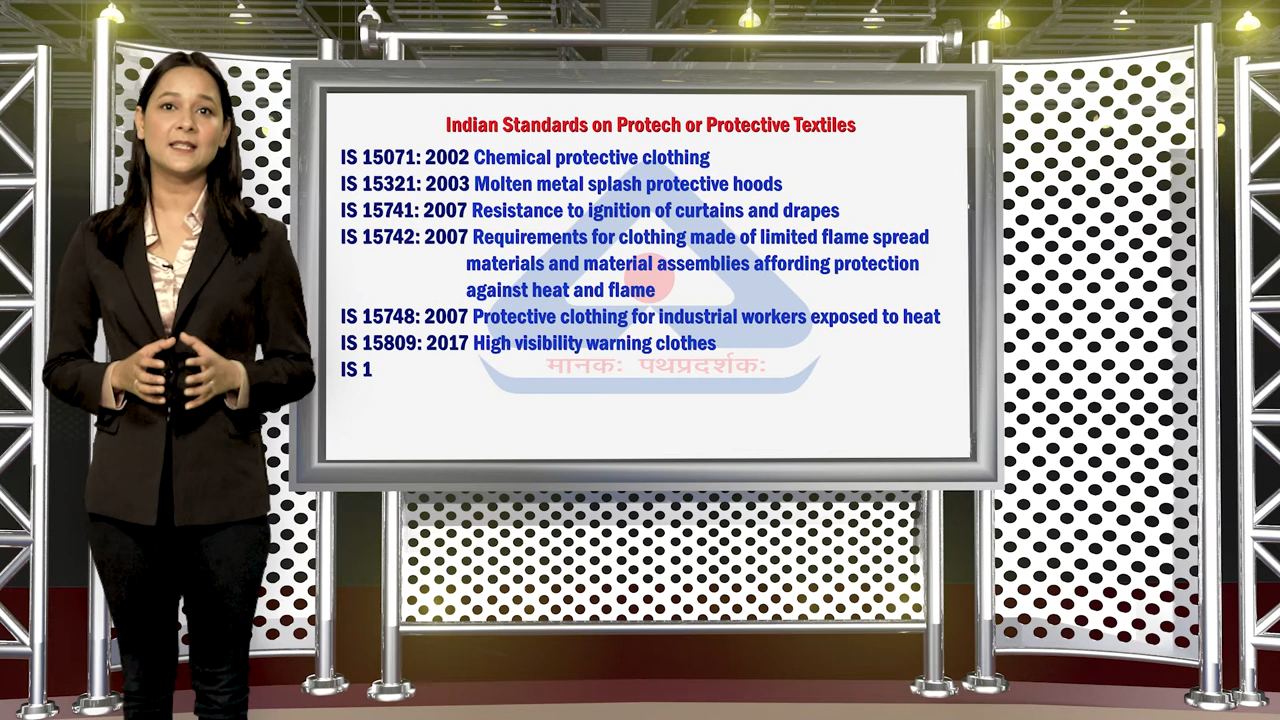 Indian Standards on Protech or Protective Textiles
IS 15071: 2002 Chemical protective clothing
IS 15321: 2003 Molten metal splash protective hoods
IS 15741: 2007 Resistance to ignition of curtains and drapes
IS 15742: 2007 Requirements for clothing made of limited flame spread
materials and material assemblies affording protection
against heat and flame
IS 15748: 2007 Protective clothing for industrial workers exposed to heat
IS 15809: 2017 High visibility warning clothes
मानकः पथप्रदर्शकः
IS 1